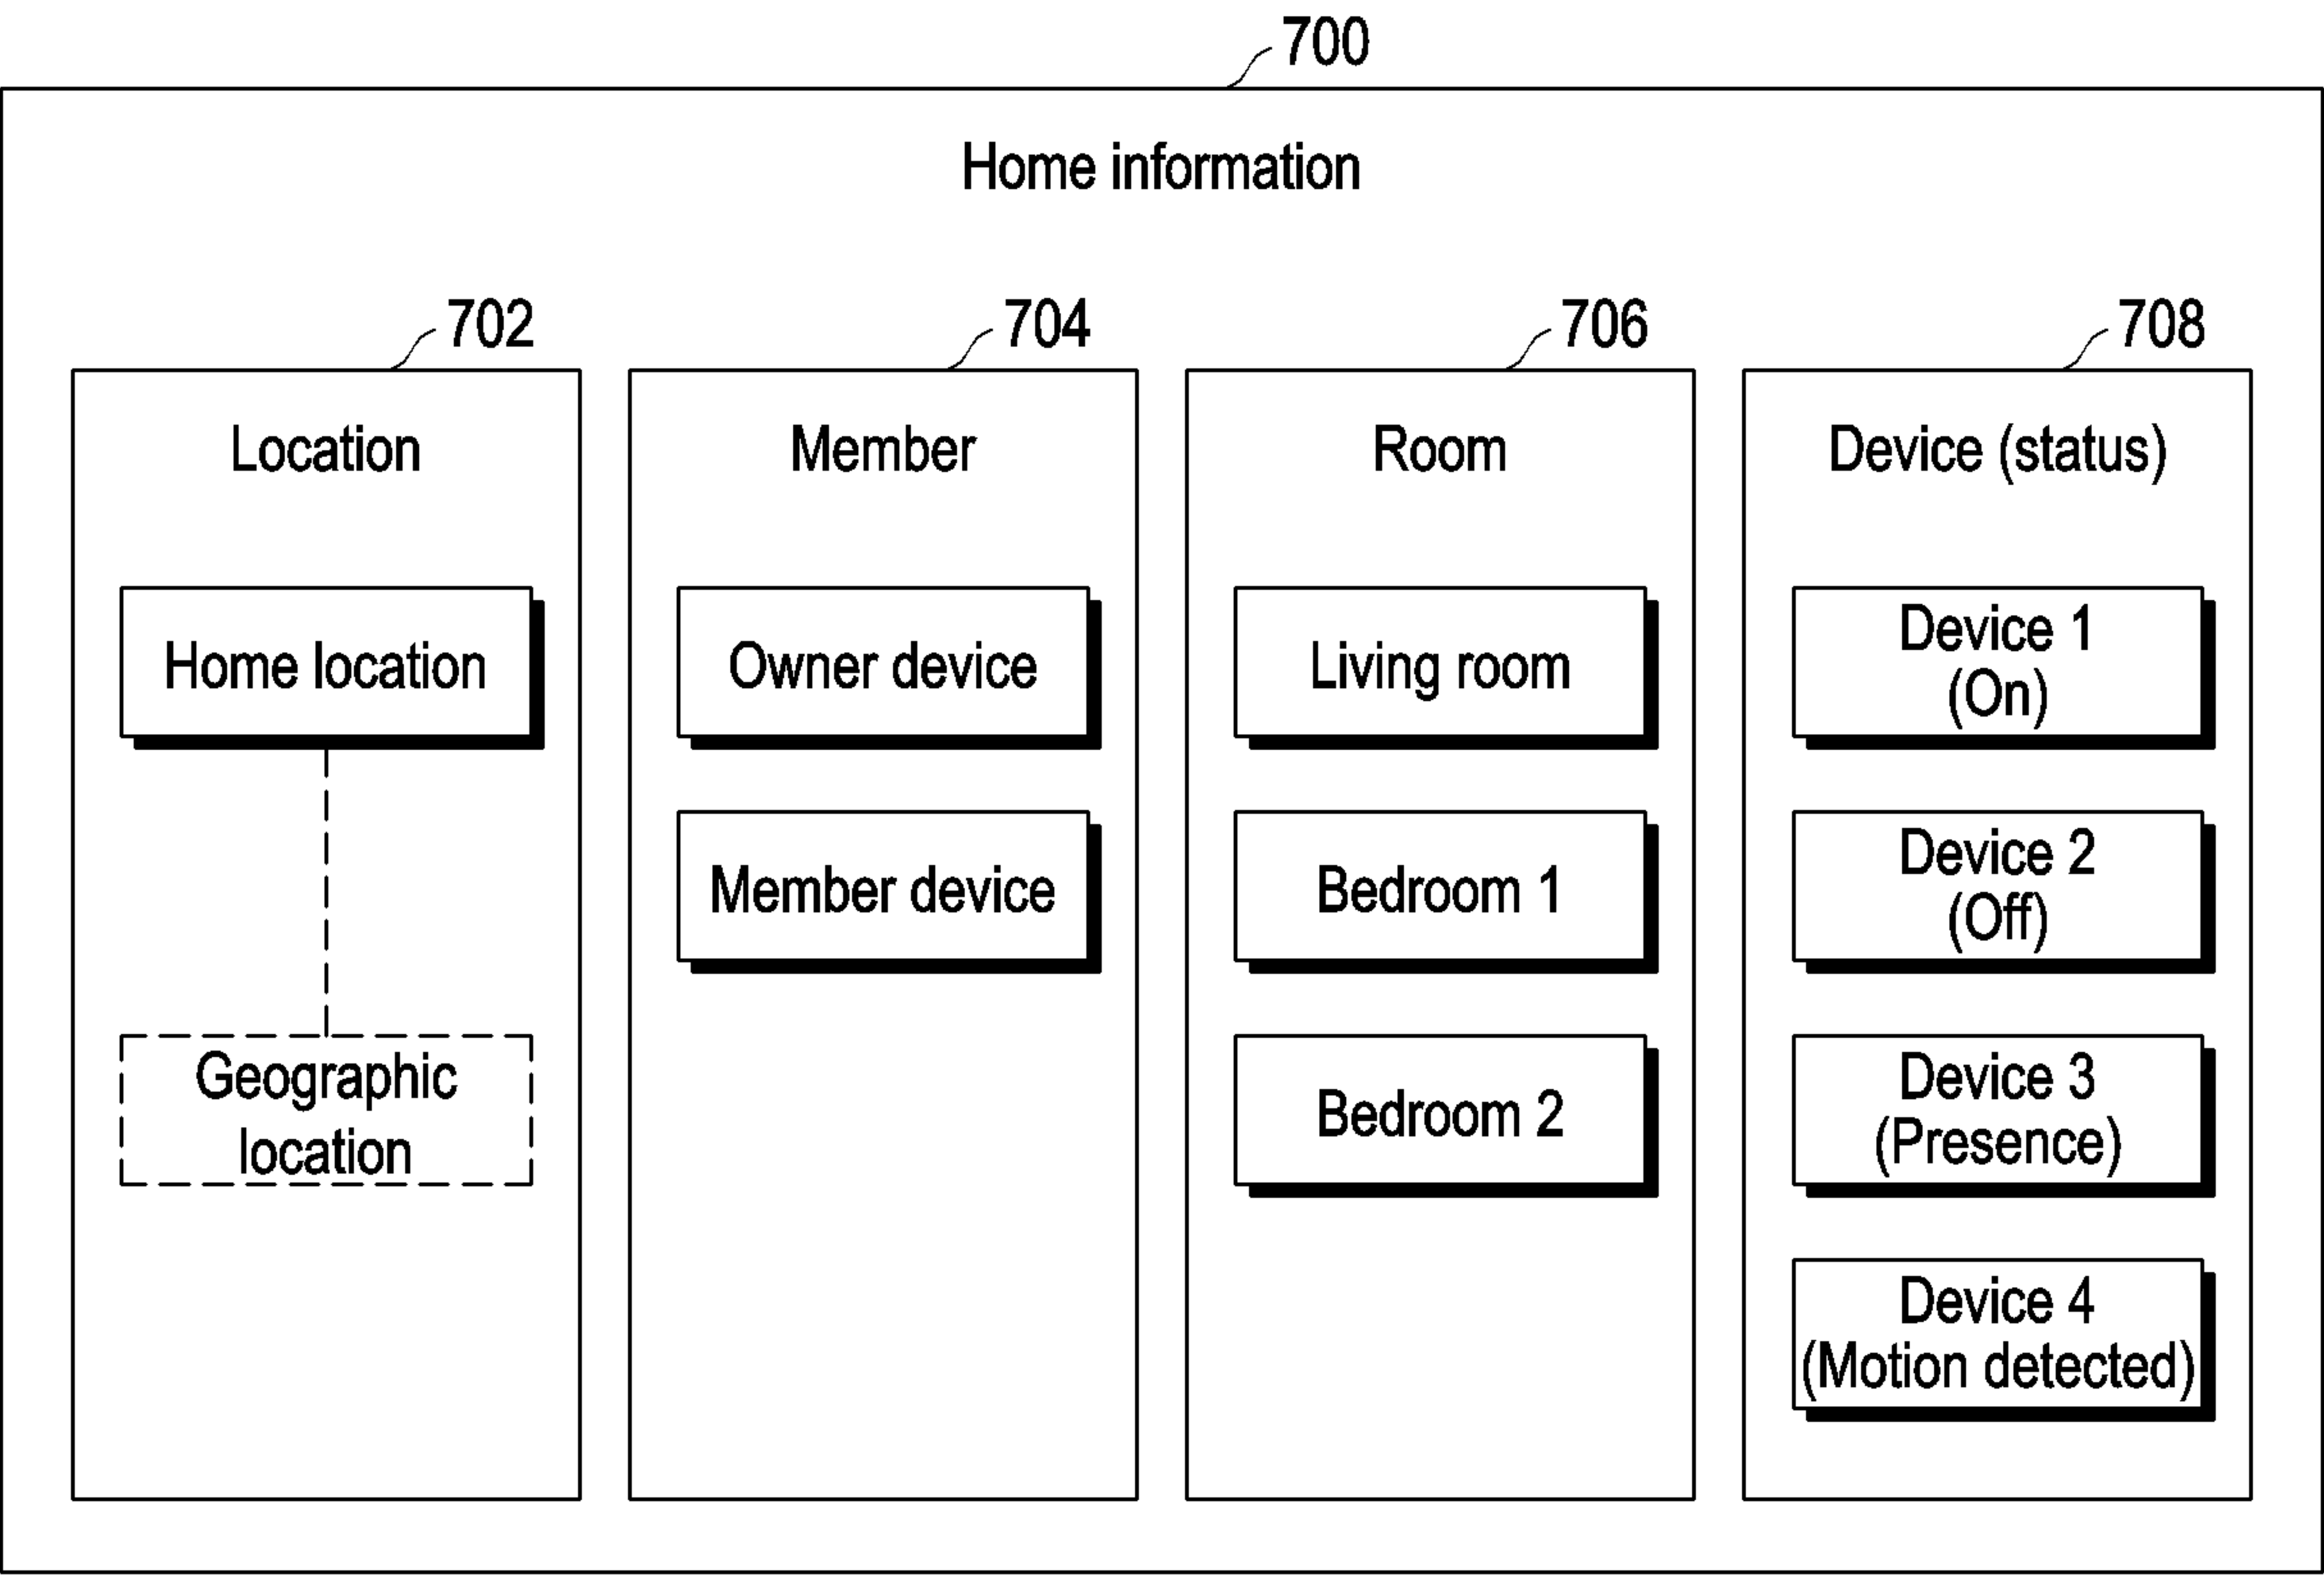 700
Home information
702
704
706
708
Location
Member
Room
Device (status)
Home location
Geographic
location
Owner device
Member device
Living room
Bedroom 1
Bedroom 2
Device 1
(On)
Device 2
(Off)
Device 3
(Presence)
Device 4
(Motion detected)